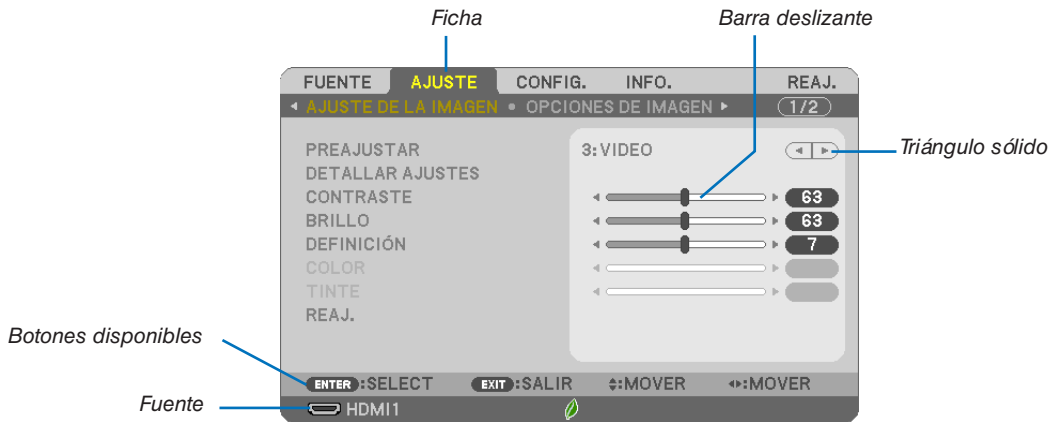 Ficha Barra deslizante
FUENTE AJUSTE CONFIG. INFO. REAJ.
AJUSTE DE LA IMAGEN OPCIONES DE IMAGEN 1/2
PREAJUSTAR 3:VIDEO Triángulo sólido
DETALLAR AJUSTES
CONTRASTE 63
BRILLO 63
DEFINICIÓN 7
COLOR
TINTE
REAJ.
Botones disponibles
ENTER :SELECT EXIT :SALIR :MOVER :MOVER
Fuente HDMI1